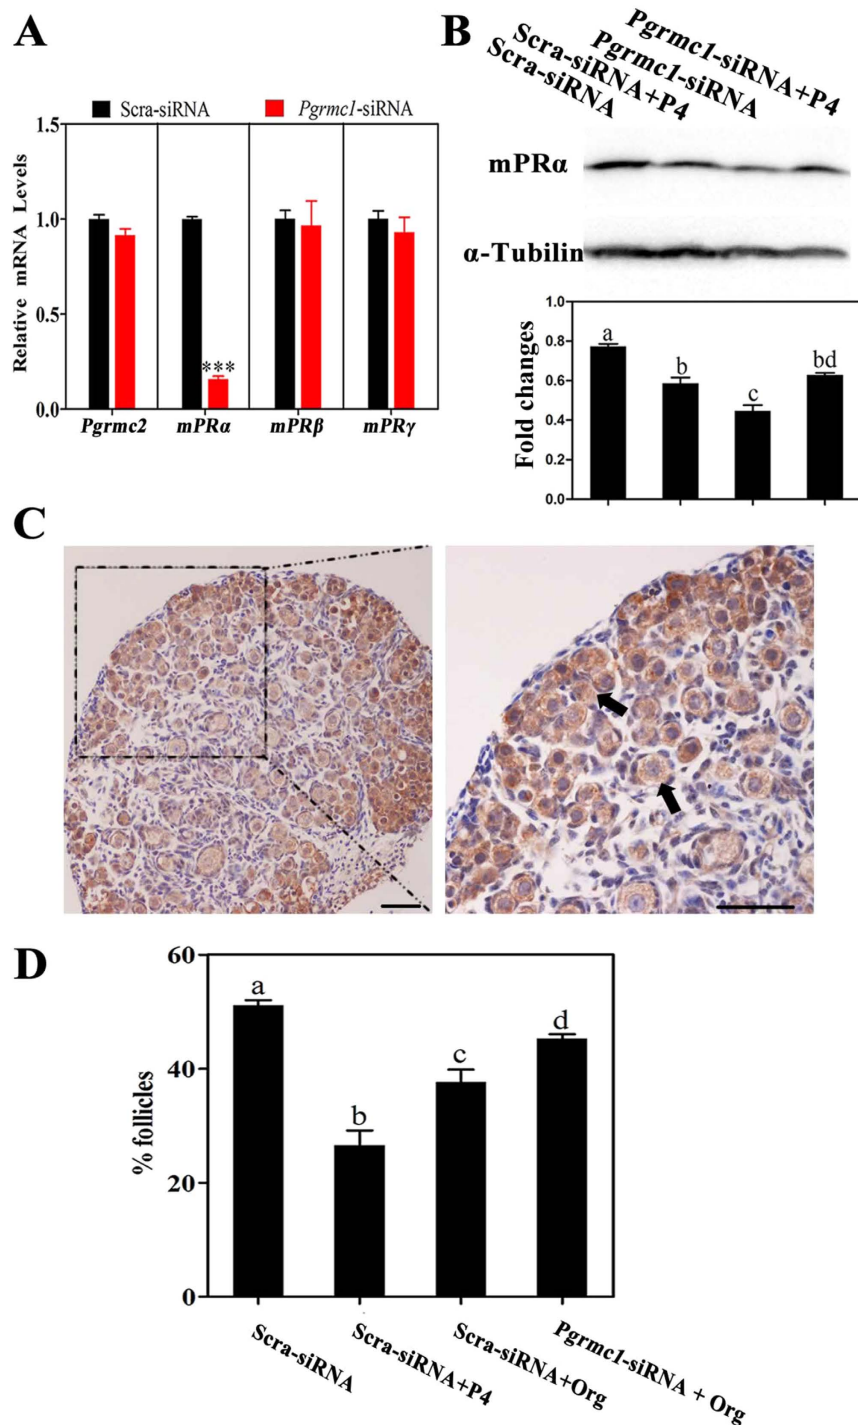 A
Scra-siRNA
Pgrmc1-siRNA
Relative mRNA Levels
1.5
1.0
0.5
0.0
***
Pgrmc2
mPRα
mPRβ
mPRγ
B
Scra-siRNA
Scra-siRNA+P4
Pgrmc1-siRNA
Pgrmc1-siRNA+P4
mPRα
α-Tubilin
Fold changes
1.0
0.8
0.6
0.4
0.2
0.0
a
b
c
bd
C
D
% follicles
60
40
20
0
a
b
c
d
Scra-siRNA
Scra-siRNA+P4
Scra-siRNA+Org
Pgrmc1-siRNA + Org